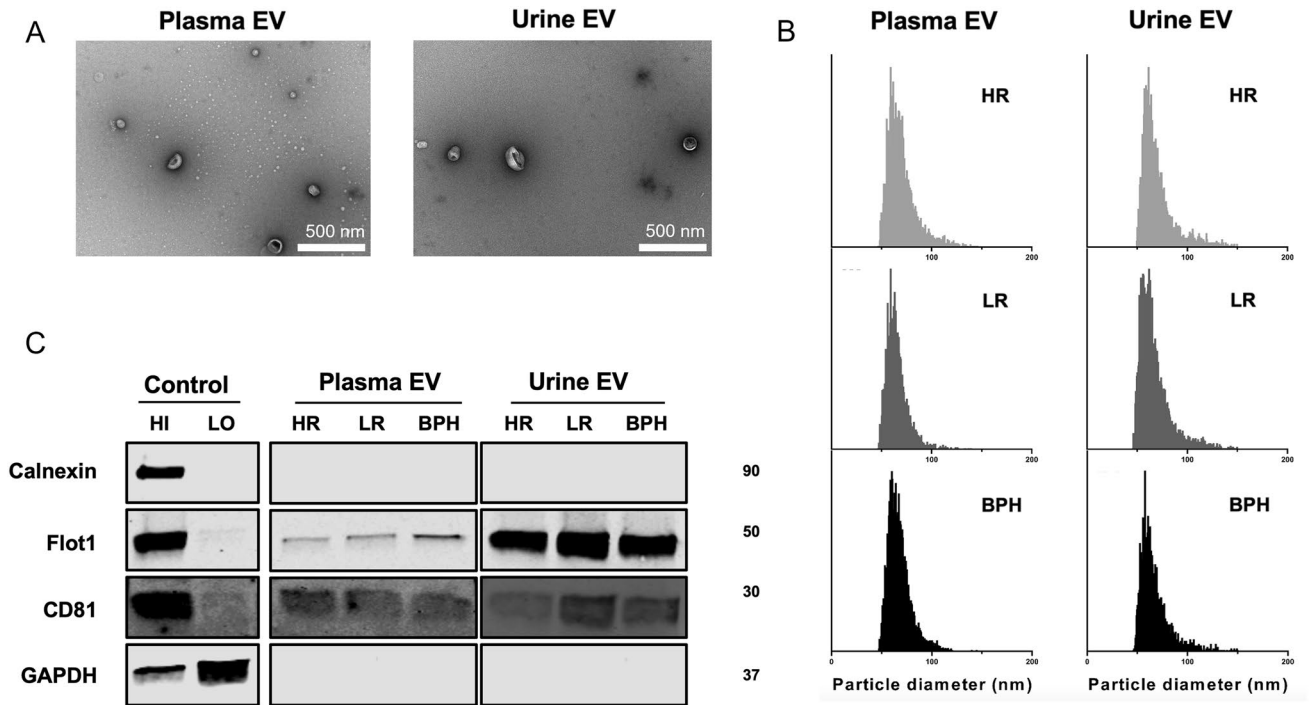 A
Plasma EV
Urine EV
500 nm
500 nm
B
Plasma EV
Urine EV
HR
HR
100
200
0
100
200
LR
LR
100
200
0
100
200
BPH
BPH
0
100
200
0
100
200
Particle diameter (nm)
Particle diameter (nm)
C
Control
Plasma EV
Urine EV
HI
LO
HR
LR
BPH
HR
LR
BPH
Calnexin
90
Flot1
50
CD81
30
GAPDH
37